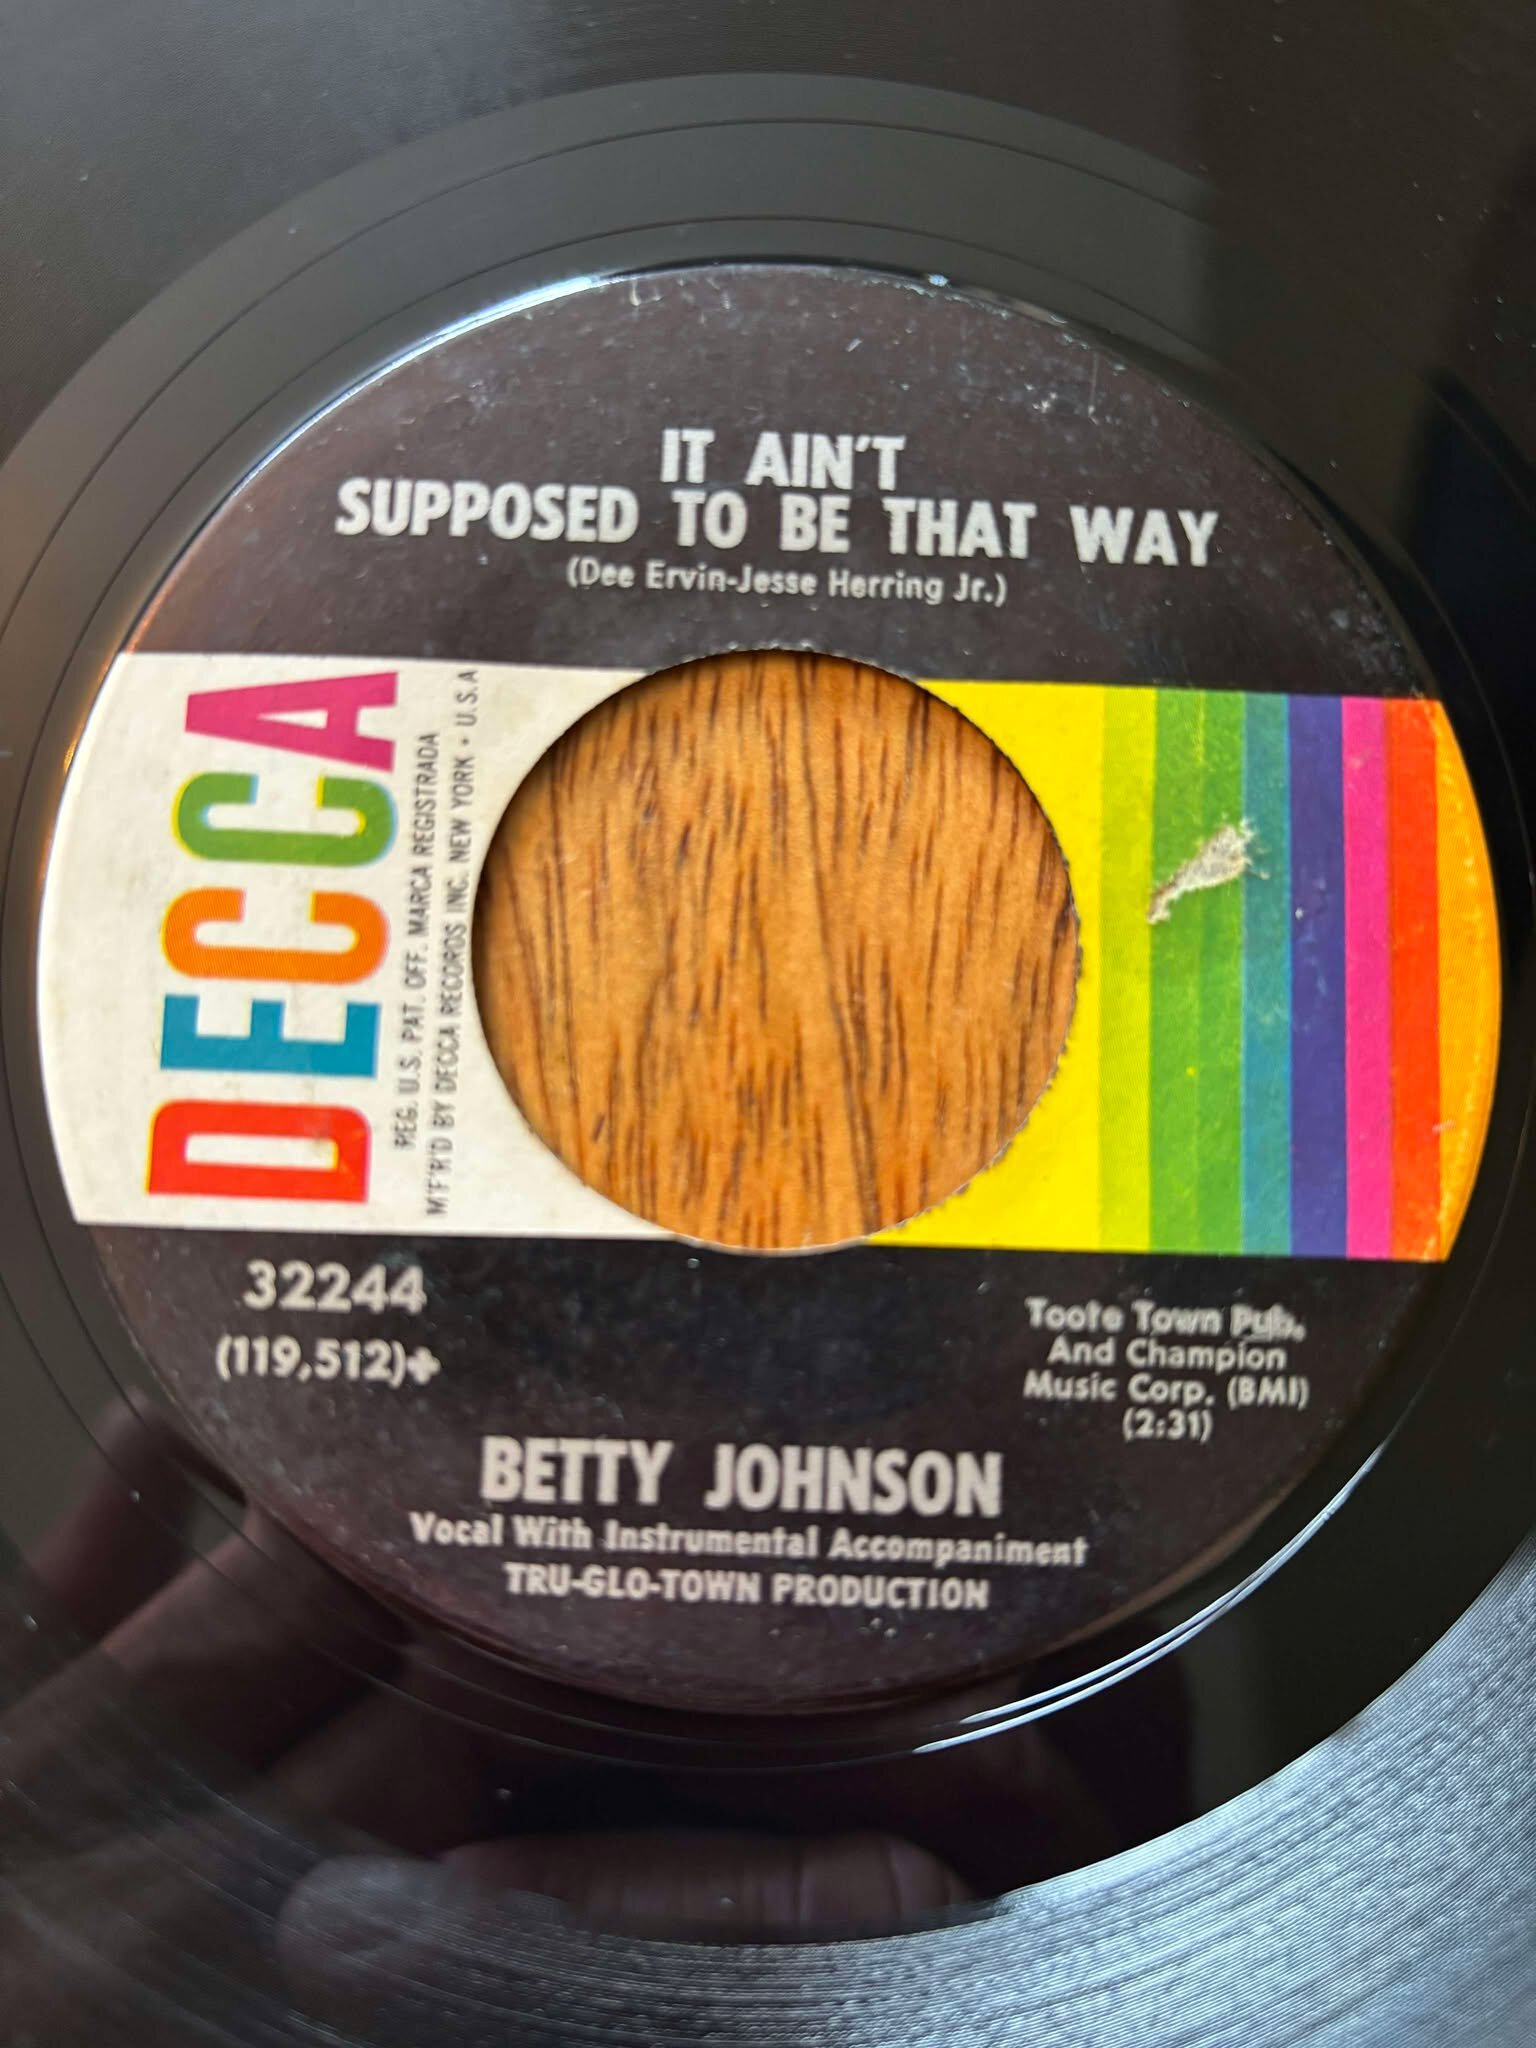 IT AIN'T
SUPPOSED TO BE THAT WAY
(Dee Ervin-Jesse Herring Jr.)
DECCA
REG. U.S. PAT. OFF. MARCA REGISTRADA
M'F'R'D BY DECCA RECORDS INC. NEW YORK • U.S.A
32244
(119,512)+
Toote Town Pub.
And Champion
Music Corp. (BMI)
(2:31)
BETTY JOHNSON
Vocal With Instrumental Accompaniment
TRU-GLO-TOWN PRODUCTION